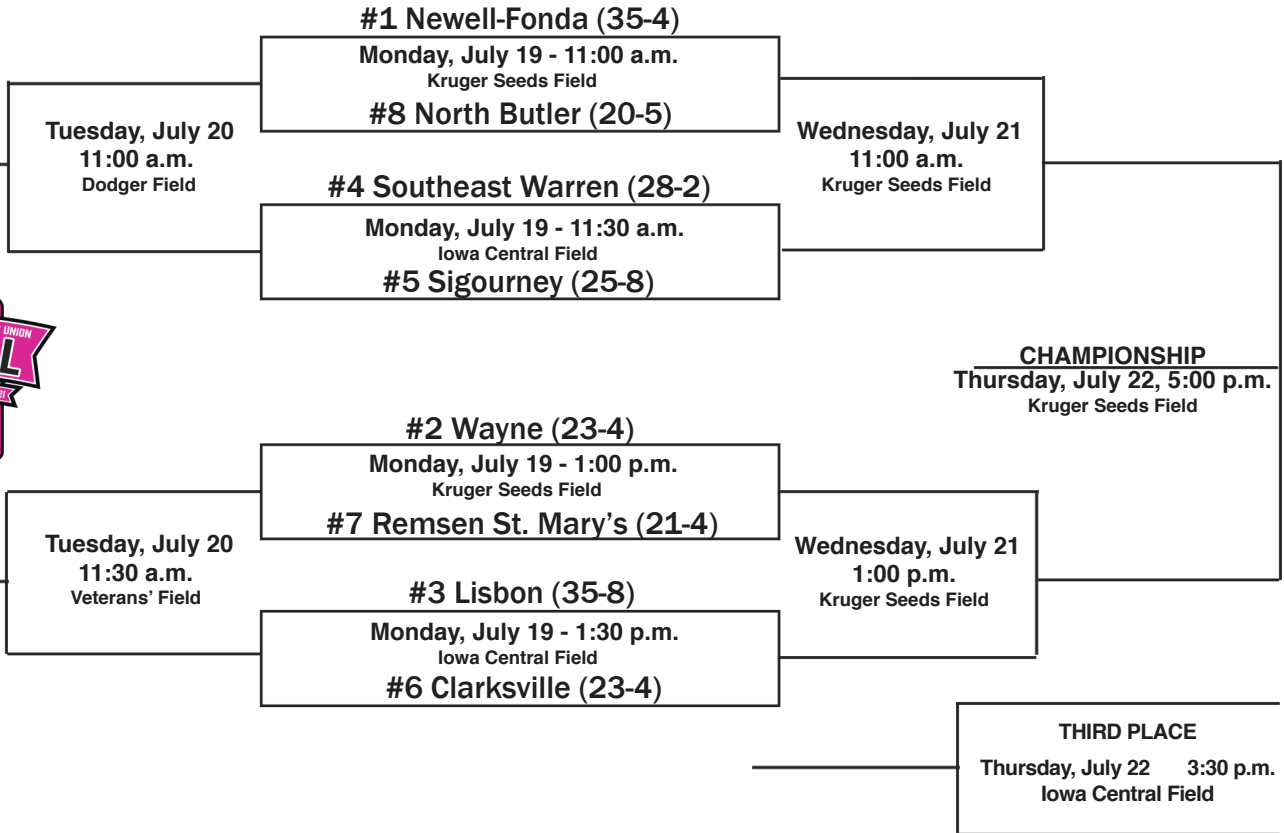 #1 Newell-Fonda (35-4)
Monday, July 19 - 11:00 a.m.
Kruger Seeds Field
#8 North Butler (20-5)
Tuesday, July 20
11:00 a.m.
Dodger Field
Wednesday, July 21
11:00 a.m.
Kruger Seeds Field
#4 Southeast Warren (28-2)
Monday, July 19 - 11:30 a.m.
Iowa Central Field
#5 Sigourney (25-8)
UNION
CHAMPIONSHIP
Thursday, July 22, 5:00 p.m.
Kruger Seeds Field
#2 Wayne (23-4)
Monday, July 19 - 1:00 p.m.
Kruger Seeds Field
#7 Remsen St. Mary's (21-4)
Tuesday, July 20
11:30 a.m.
Veterans' Field
Wednesday, July 21
1:00 p.m.
Kruger Seeds Field
#3 Lisbon (35-8)
Monday, July 19 - 1:30 p.m.
Iowa Central Field
#6 Clarksville (23-4)
THIRD PLACE
Thursday, July 22 3:30 p.m.
Iowa Central Field